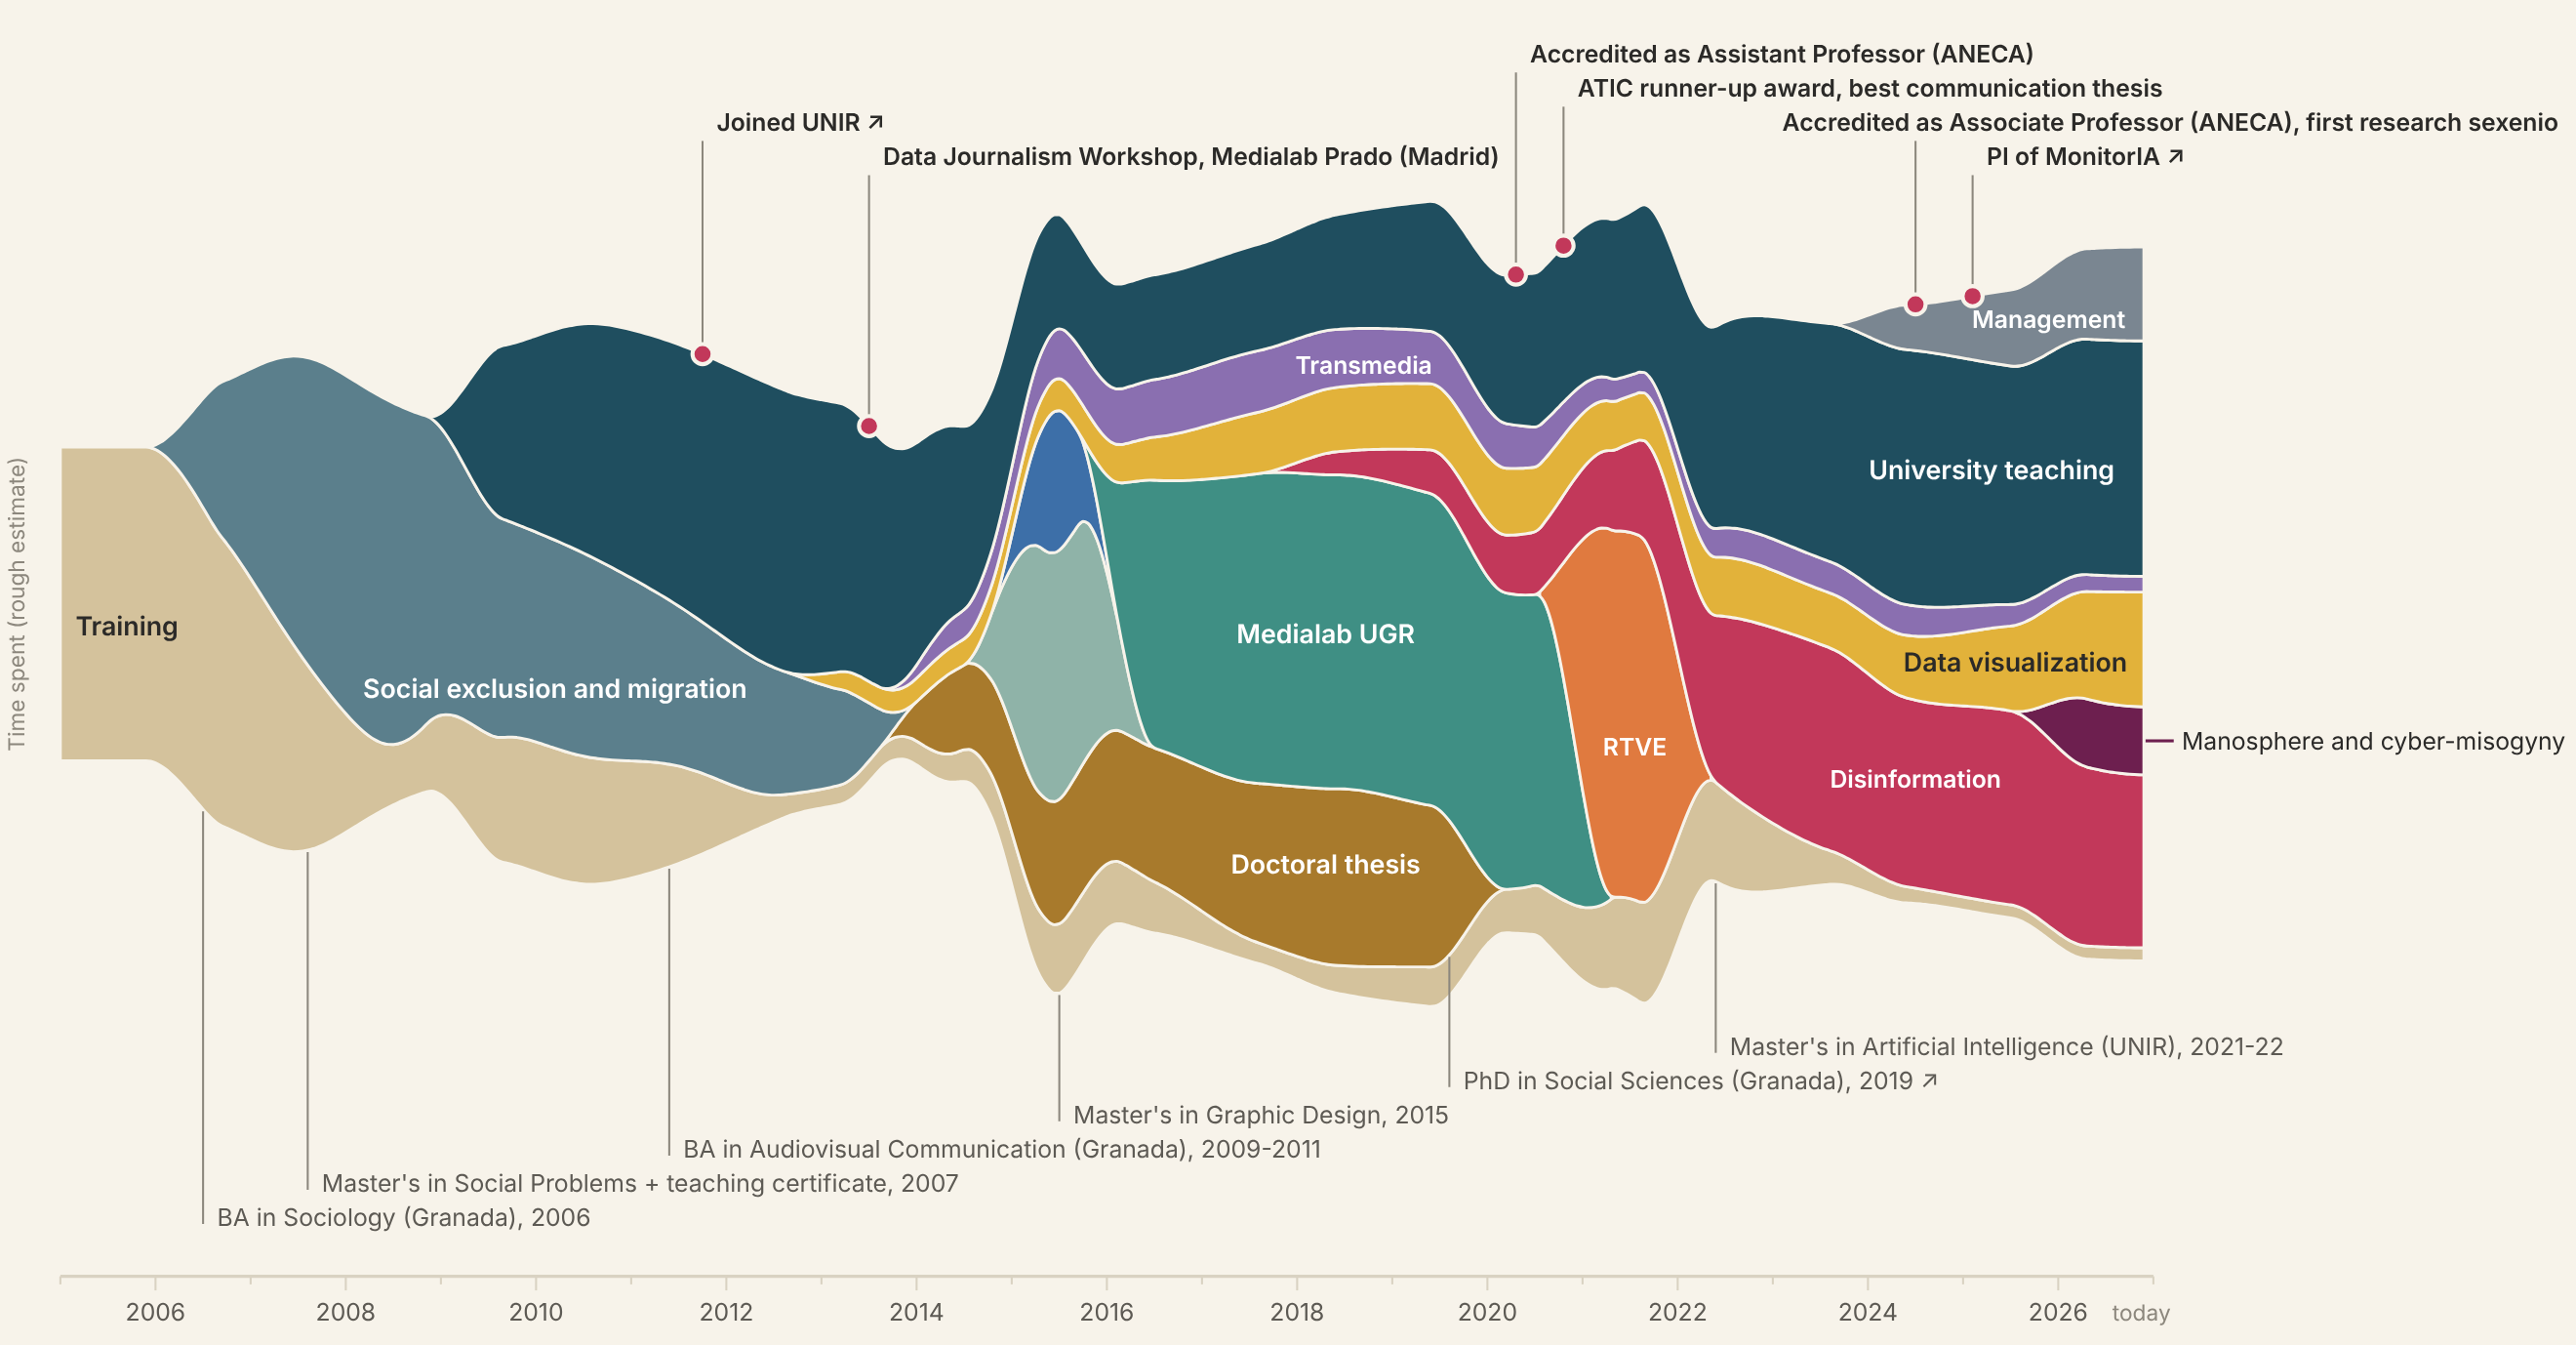 Accredited as Assistant Professor (ANECA)
ATIC runner-up award, best communication thesis
Joined UNIR ↗
Accredited as Associate Professor (ANECA), first research sexenio
Data Journalism Workshop, Medialab Prado (Madrid)
PI of MonitorIA ↗
Management
Transmedia
University teaching
Time spent (rough estimate)
Training
Medialab UGR
Data visualization
Social exclusion and migration
RTVE
Manosphere and cyber-misogyny
Disinformation
Doctoral thesis
Master's in Artificial Intelligence (UNIR), 2021-22
PhD in Social Sciences (Granada), 2019 ↗
Master's in Graphic Design, 2015
BA in Audiovisual Communication (Granada), 2009-2011
Master's in Social Problems + teaching certificate, 2007
BA in Sociology (Granada), 2006
2006 2008 2010 2012 2014 2016 2018 2020 2022 2024 2026 today